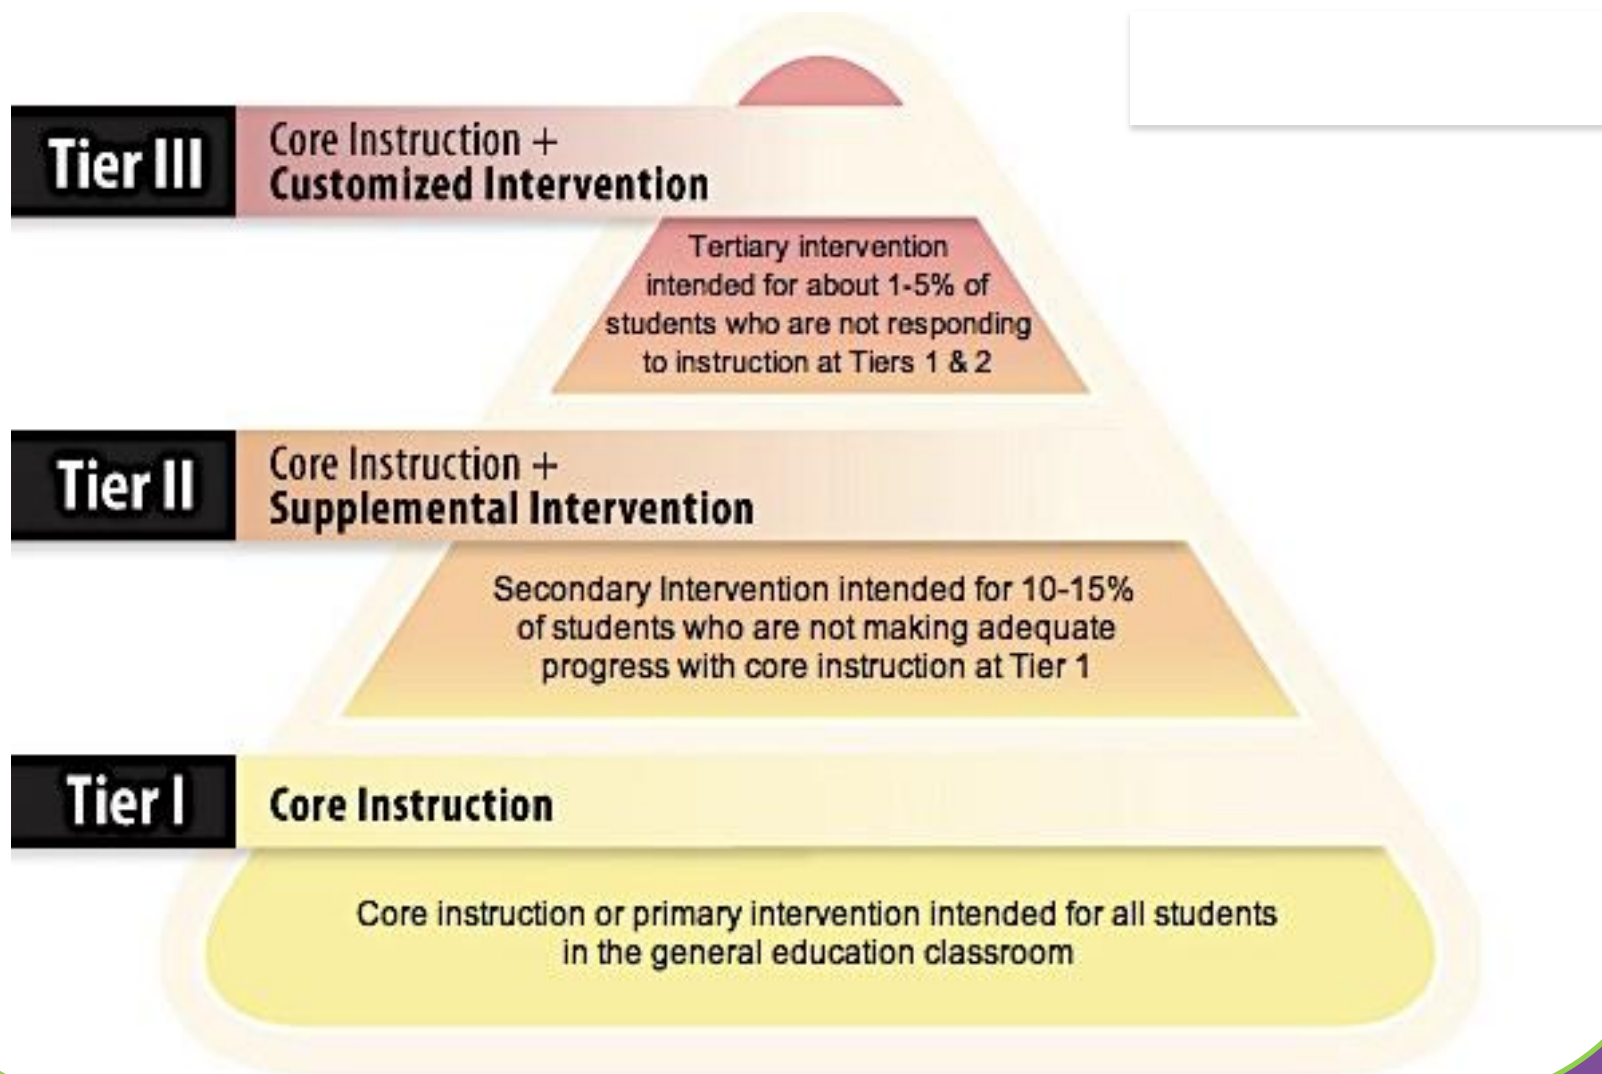 Tier III
Core Instruction +
Customized Intervention
Tertiary intervention
intended for about 1-5% of
students who are not responding
to instruction at Tiers 1 & 2
Tier II
Core Instruction +
Supplemental Intervention
Secondary Intervention intended for 10-15%
of students who are not making adequate
progress with core instruction at Tier 1
Tier I
Core Instruction
Core instruction or primary intervention intended for all students
in the general education classroom